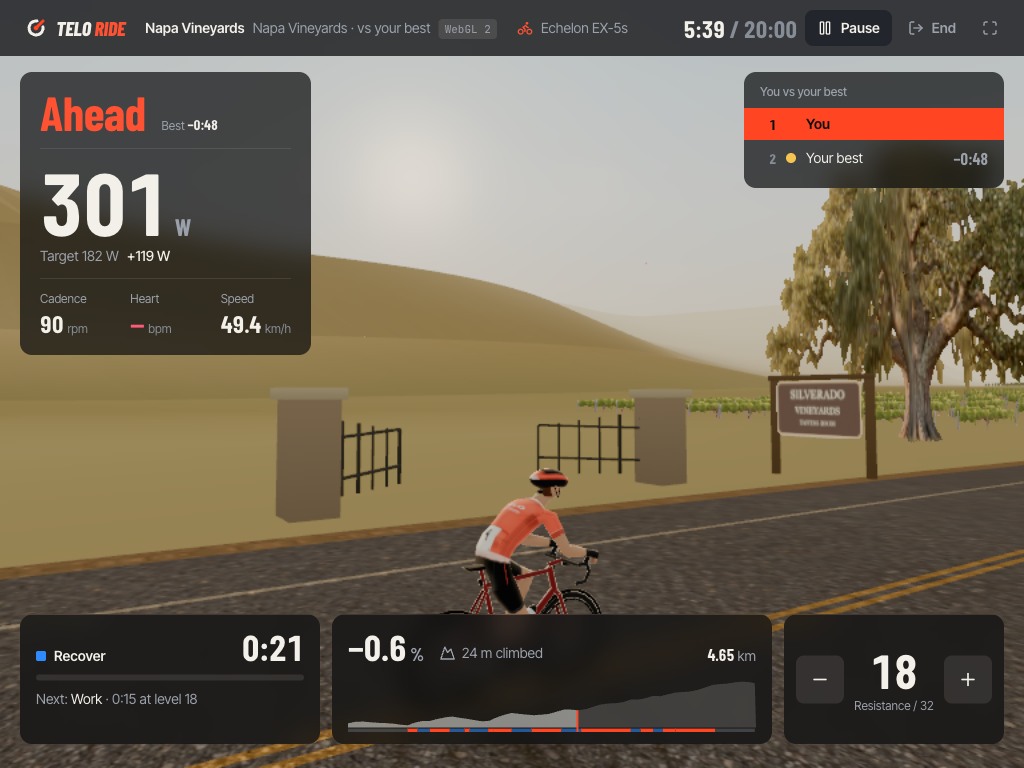 TELO RIDE
Napa Vineyards Napa Vineyards · vs your best WebGL 2 Echelon EX-5s
5:39 / 20:00 Pause End
Ahead Best −0:48
301 W
Target 182 W +119 W
Cadence Heart Speed
90 rpm – bpm 49.4 km/h
You vs your best
1 You
2 Your best −0:48
SILVERADO
VINEYARDS
Recover 0:21
Next: Work · 0:15 at level 18
−0.6 % 24 m climbed 4.65 km
− 18 +
Resistance / 32